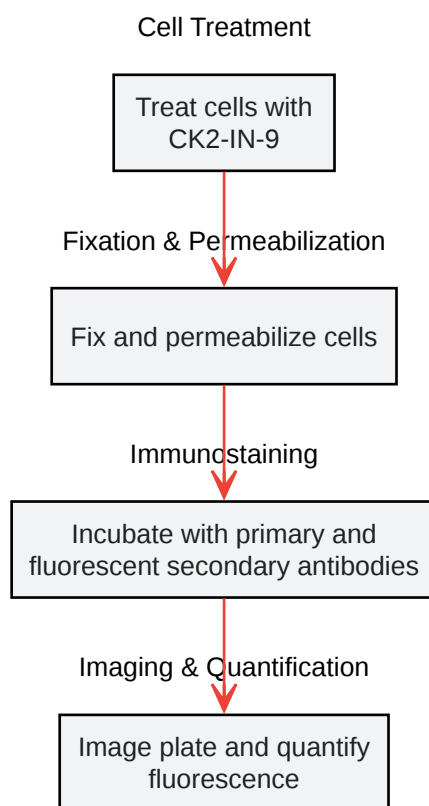 Cell Treatment
Treat cells with
CK2-IN-9
Fixation & Permeabilization
Fix and permeabilize cells
Immunostaining
Incubate with primary and
fluorescent secondary antibodies
Imaging & Quantification
Image plate and quantify
fluorescence